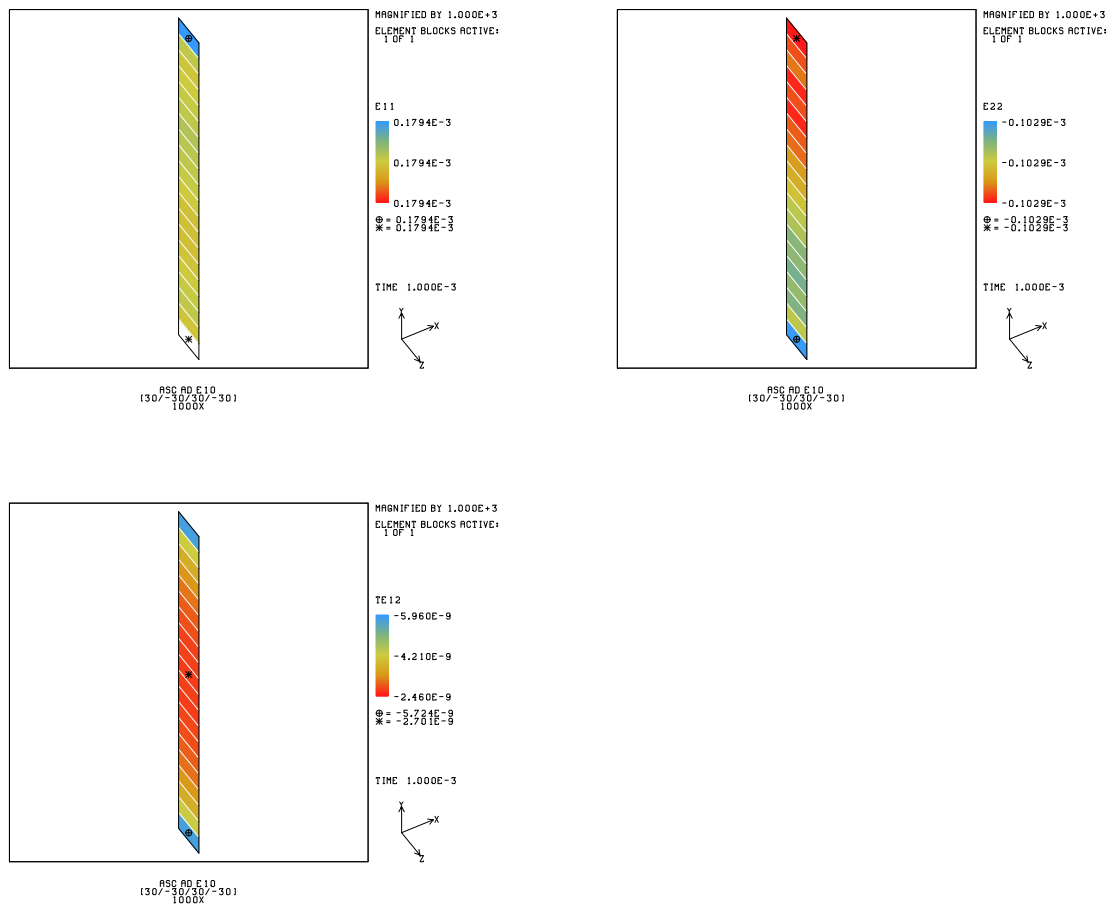 MAGNIFIED BY 1.000E+3
ELEMENT BLOCKS ACTIVE:
1 OF 1
E11
0.1794E-3
0.1794E-3
0.1794E-3
⊕= 0.1794E-3
✳= 0.1794E-3
TIME 1.000E-3
Y
X
Z
ASC AD E10
[30/-30/30/-30]
1000X
MAGNIFIED BY 1.000E+3
ELEMENT BLOCKS ACTIVE:
1 OF 1
E22
-0.1029E-3
-0.1029E-3
-0.1029E-3
⊕= -0.1029E-3
✳= -0.1029E-3
TIME 1.000E-3
Y
X
Z
ASC AD E10
[30/-30/30/-30]
1000X
MAGNIFIED BY 1.000E+3
ELEMENT BLOCKS ACTIVE:
1 OF 1
TE12
-5.960E-9
-4.210E-9
-2.460E-9
⊕= -5.724E-9
✳= -2.701E-9
TIME 1.000E-3
Y
X
Z
ASC AD E10
[30/-30/30/-30]
1000X